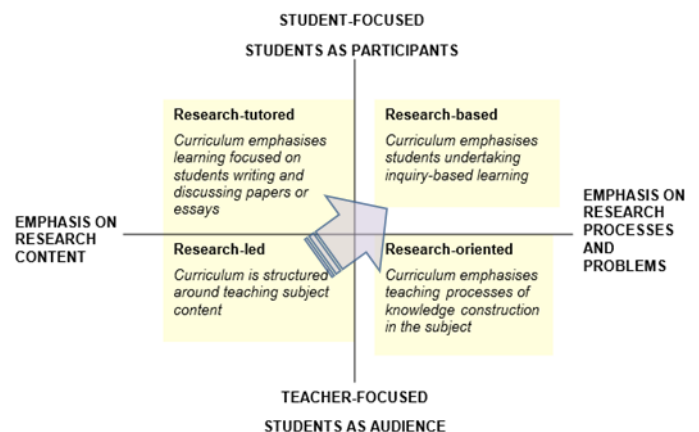 STUDENT-FOCUSED
STUDENTS AS PARTICIPANTS
Research-tutored
Curriculum emphasises
learning focused on
students writing and
discussing papers or
essays
Research-based
Curriculum emphasises
students undertaking
inquiry-based learning
EMPHASIS ON
RESEARCH
CONTENT
EMPHASIS ON
RESEARCH
PROCESSES
AND
PROBLEMS
Research-led
Curriculum is structured
around teaching subject
content
Research-oriented
Curriculum emphasises
teaching processes of
knowledge construction
in the subject
TEACHER-FOCUSED
STUDENTS AS AUDIENCE